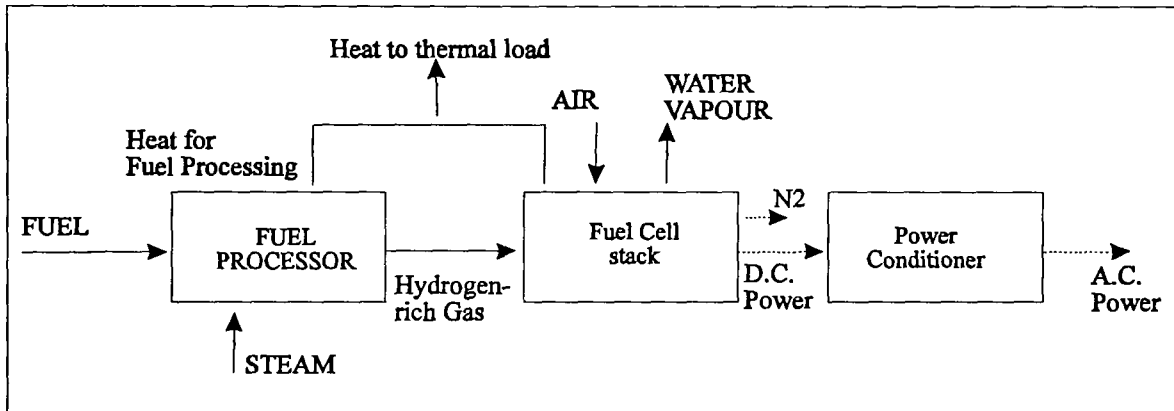 Heat to thermal load
AIR
WATER
VAPOUR
Heat for
Fuel Processing
FUEL
FUEL
PROCESSOR
Hydrogen-
rich Gas
STEAM
Fuel Cell
stack
N2
D.C.
Power
Power
Conditioner
A.C.
Power